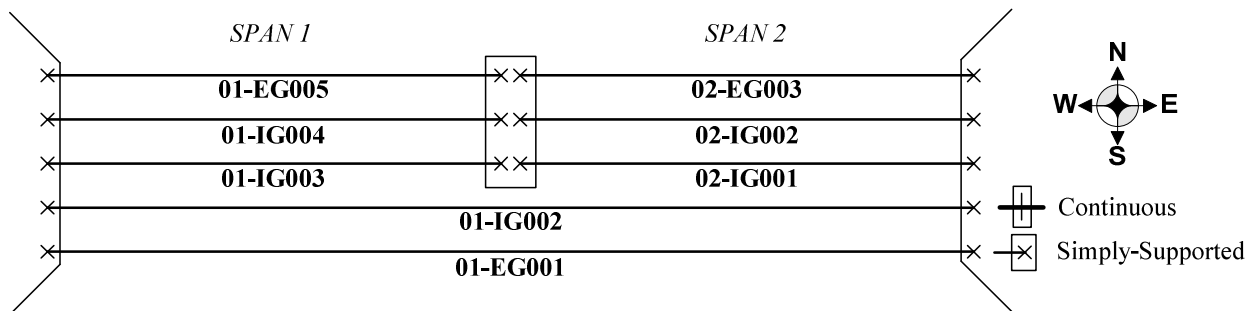 SPAN 1
SPAN 2
01-EG005
02-EG003
01-IG004
02-IG002
01-IG003
02-IG001
01-IG002
01-EG001
N
W
E
S
Continuous
Simply-Supported